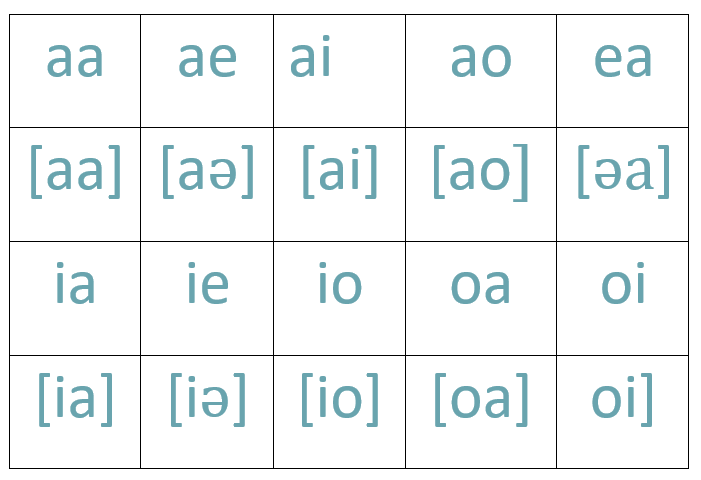 aa ae ai ao ea
[aa] [aə] [ai] [ao] [əa]
ia ie io oa oi
[ia] [iə] [io] [oa] oi]